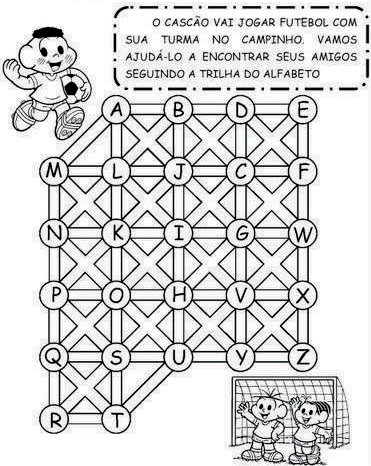 O CASCÃO VAI JOGAR FUTEBOL COM
SUA TURMA NO CAMPINHO. VAMOS
AJUDÁ-LO A ENCONTRAR SEUS AMIGOS
SEGUINDO A TRILHA DO ALFABETO
A B D E
M L J C F
N K I G W
P O H V X
Q S U Y Z
R T